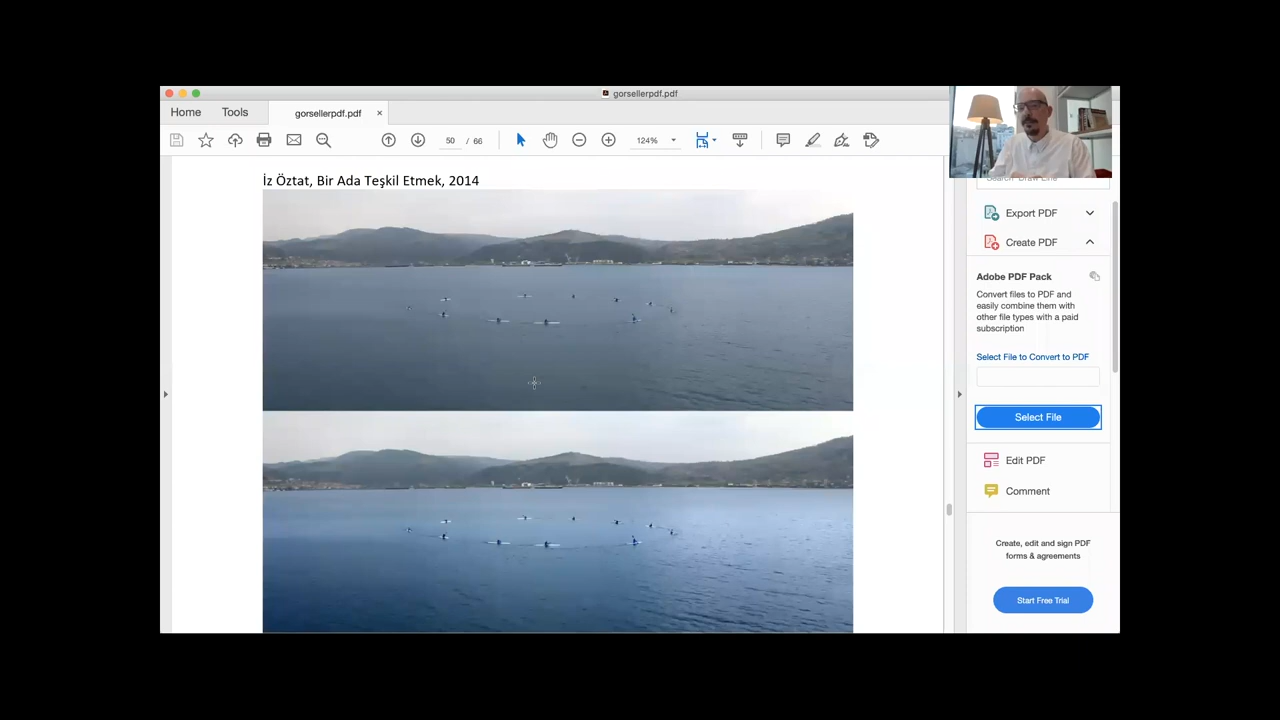 gorsellerpdf.pdf
Home
Tools
gorsellerpdf.pdf
50 / 66
124%
İz Öztat, Bir Ada Teşkil Etmek, 2014
Export PDF
Create PDF
Adobe PDF Pack
Convert files to PDF and
easily combine them with
other file types with a paid
subscription
Select File to Convert to PDF
Select File
Edit PDF
Comment
Create, edit and sign PDF
forms & agreements
Start Free Trial